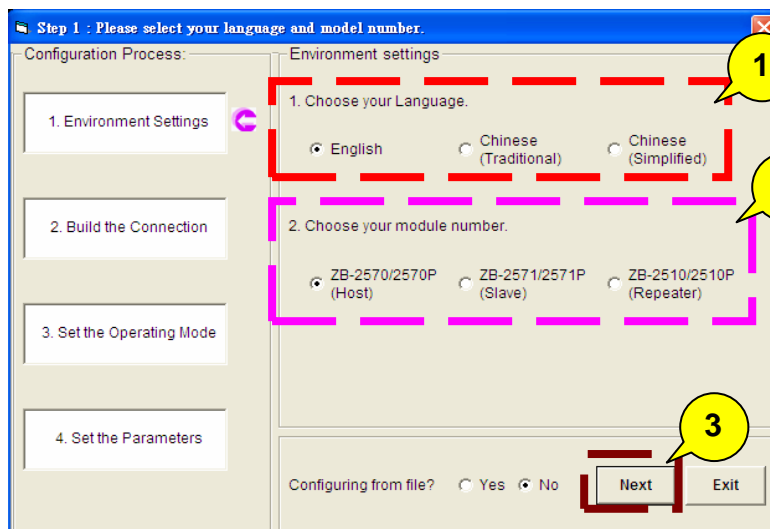 Step 1 : Please select your language and model number.
Configuration Process:
1. Environment Settings
2. Build the Connection
3. Set the Operating Mode
4. Set the Parameters
Environment settings
1
1. Choose your Language.
English
Chinese
(Traditional)
Chinese
(Simplified)
2. Choose your module number.
ZB-2570/2570P
(Host)
ZB-2571/2571P
(Slave)
ZB-2510/2510P
(Repeater)
3
Configuring from file?
Yes
No
Next
Exit